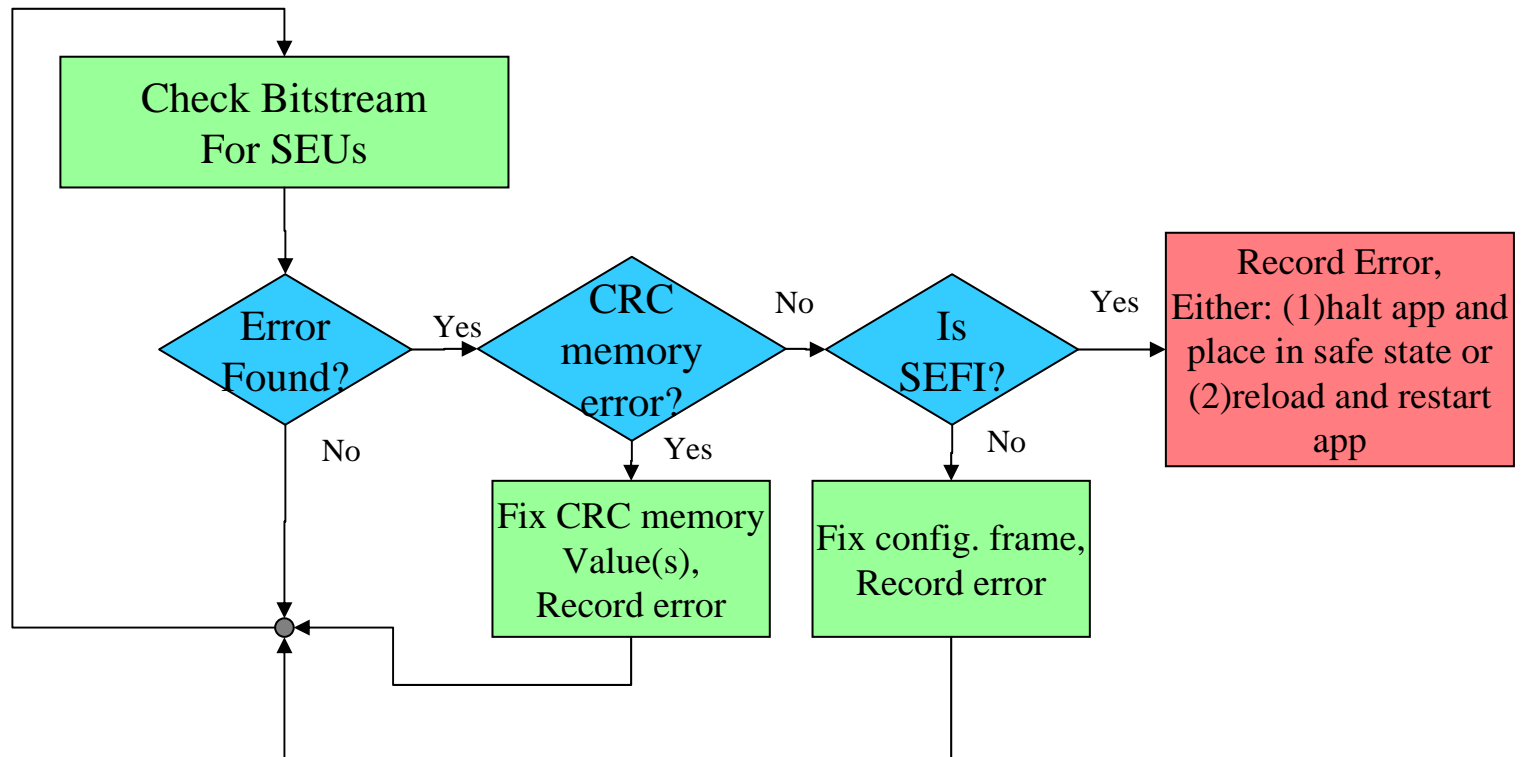 Check Bitstream
For SEUs
Error
Found?
Yes
No
CRC
memory
error?
No
Yes
Is
SEFI?
Yes
No
Record Error,
Either: (1)halt app and
place in safe state or
(2)reload and restart
app
Fix CRC memory
Value(s),
Record error
Fix config. frame,
Record error